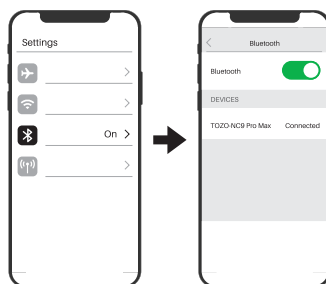 Settings
On
Bluetooth
Bluetooth
DEVICES
TOZO-NC9 Pro Max Connected